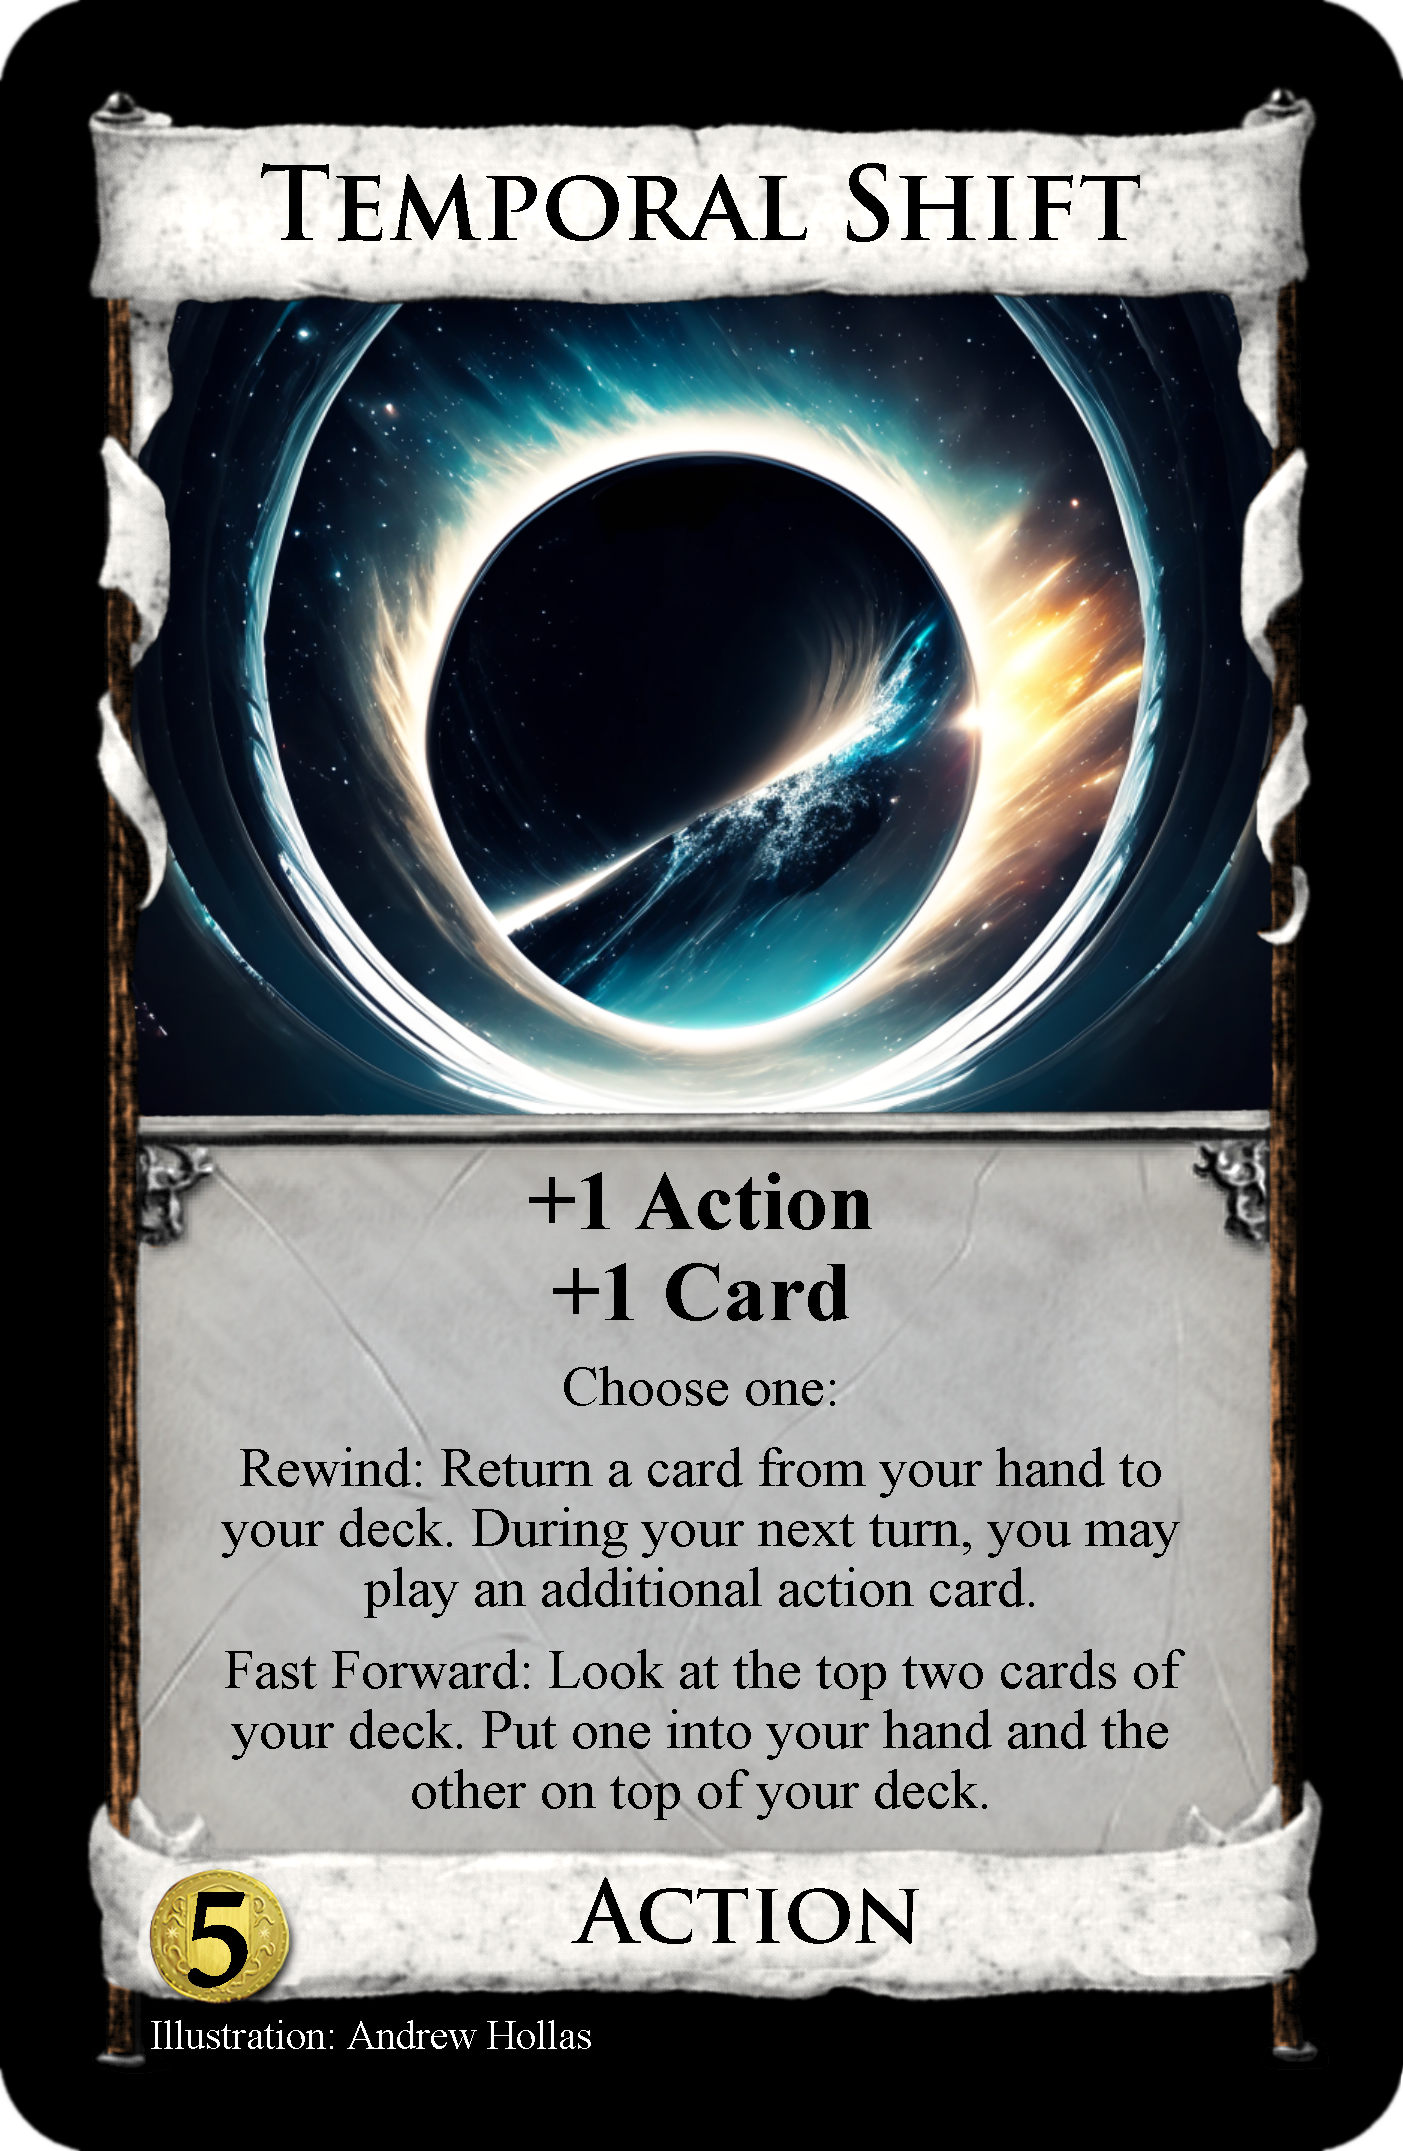 Temporal Shift
+1 Action
+1 Card
Choose one:
Rewind: Return a card from your hand to
your deck. During your next turn, you may
play an additional action card.
Fast Forward: Look at the top two cards of
your deck. Put one into your hand and the
other on top of your deck.
5
Action
Illustration: Andrew Hollas